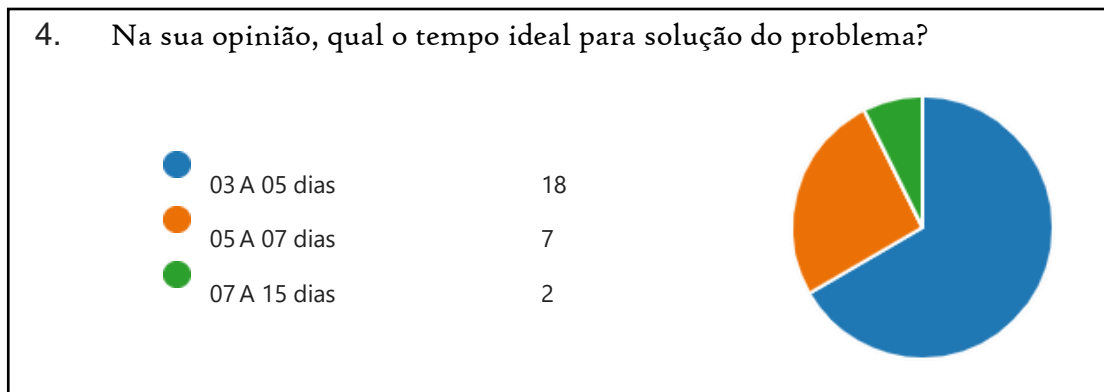 4. Na sua opinião, qual o tempo ideal para solução do problema?
03 A 05 dias 18
05 A 07 dias 7
07 A 15 dias 2